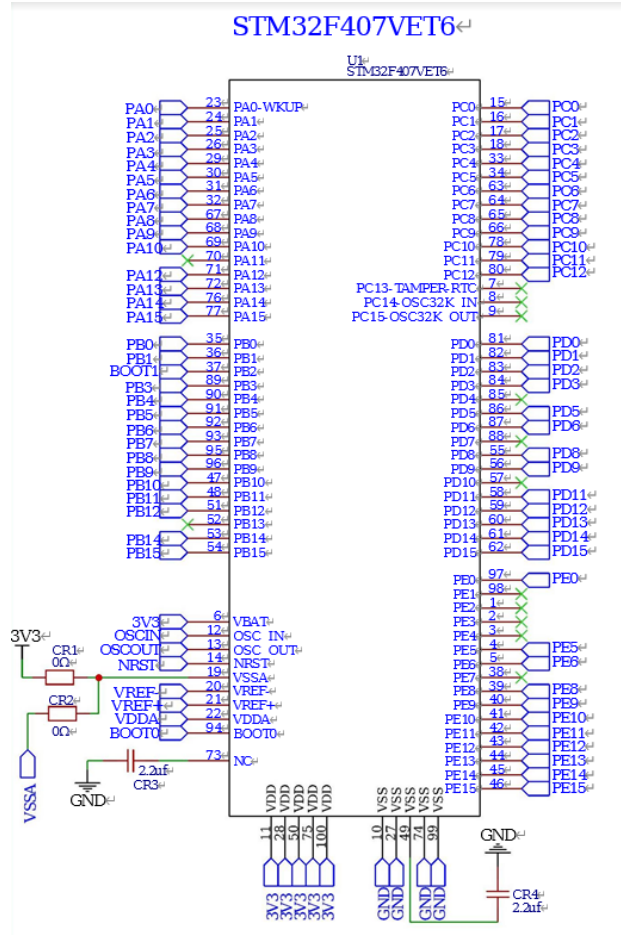 STM32F407VET6
U1
STM32F407VET6
PA0 23 PA0-WKUP PC0 15 PC0
PA1 24 PA1 PC1 16 PC1
PA2 25 PA2 PC2 17 PC2
PA3 26 PA3 PC3 18 PC3
PA4 29 PA4 PC4 33 PC4
PA5 30 PA5 PC5 34 PC5
PA6 31 PA6 PC6 63 PC6
PA7 32 PA7 PC7 64 PC7
PA8 67 PA8 PC8 65 PC8
PA9 68 PA9 PC9 66 PC9
PA10 69 PA10 PC10 78 PC10
70 PA11 PC11 79 PC11
PA12 71 PA12 PC12 80 PC12
PA13 72 PA13 PC13-TAMPER-RTC 7
PA14 76 PA14 PC14-OSC32K IN 8
PA15 77 PA15 PC15-OSC32K OUT 9
PB0 35 PB0 PD0 81 PD0
PB1 36 PB1 PD1 82 PD1
BOOT1 37 PB2 PD2 83 PD2
PB3 89 PB3 PD3 84 PD3
PB4 90 PB4 PD4 85
PB5 91 PB5 PD5 86 PD5
PB6 92 PB6 PD6 87 PD6
PB7 93 PB7 PD7 88
PB8 95 PB8 PD8 55 PD8
PB9 96 PB9 PD9 56 PD9
PB10 47 PB10 PD10 57
PB11 48 PB11 PD11 58 PD11
PB12 51 PB12 PD12 59 PD12
52 PB13 PD13 60 PD13
PB14 53 PB14 PD14 61 PD14
PB15 54 PB15 PD15 62 PD15
PE0 97 PE0
PE1 98
PE2 1
PE3 2
3V3 6 VBAT
OSCIN 12 OSC IN PE4 3
OSCOUT 13 OSC OUT PE5 4 PE5
NRST 14 NRST PE6 5 PE6
3V3 CR1 0Ω 19 VSSA PE7 38
VREF- 20 VREF- PE8 39 PE8
VREF+ 21 VREF+ PE9 40 PE9
CR2 0Ω VDDA 22 VDDA PE10 41 PE10
BOOT0 94 BOOT0 PE11 42 PE11
PE12 43 PE12
73 NC PE13 44 PE13
2.2uf PE14 45 PE14
CR3 PE15 46 PE15
GND
VSSA
VDD VDD VDD VDD VDD VSS VSS VSS VSS VSS
11 28 50 75 100 10 27 49 74 99
3V3 3V3 3V3 3V3 3V3 GND GND GND GND
GND
CR4
2.2uf